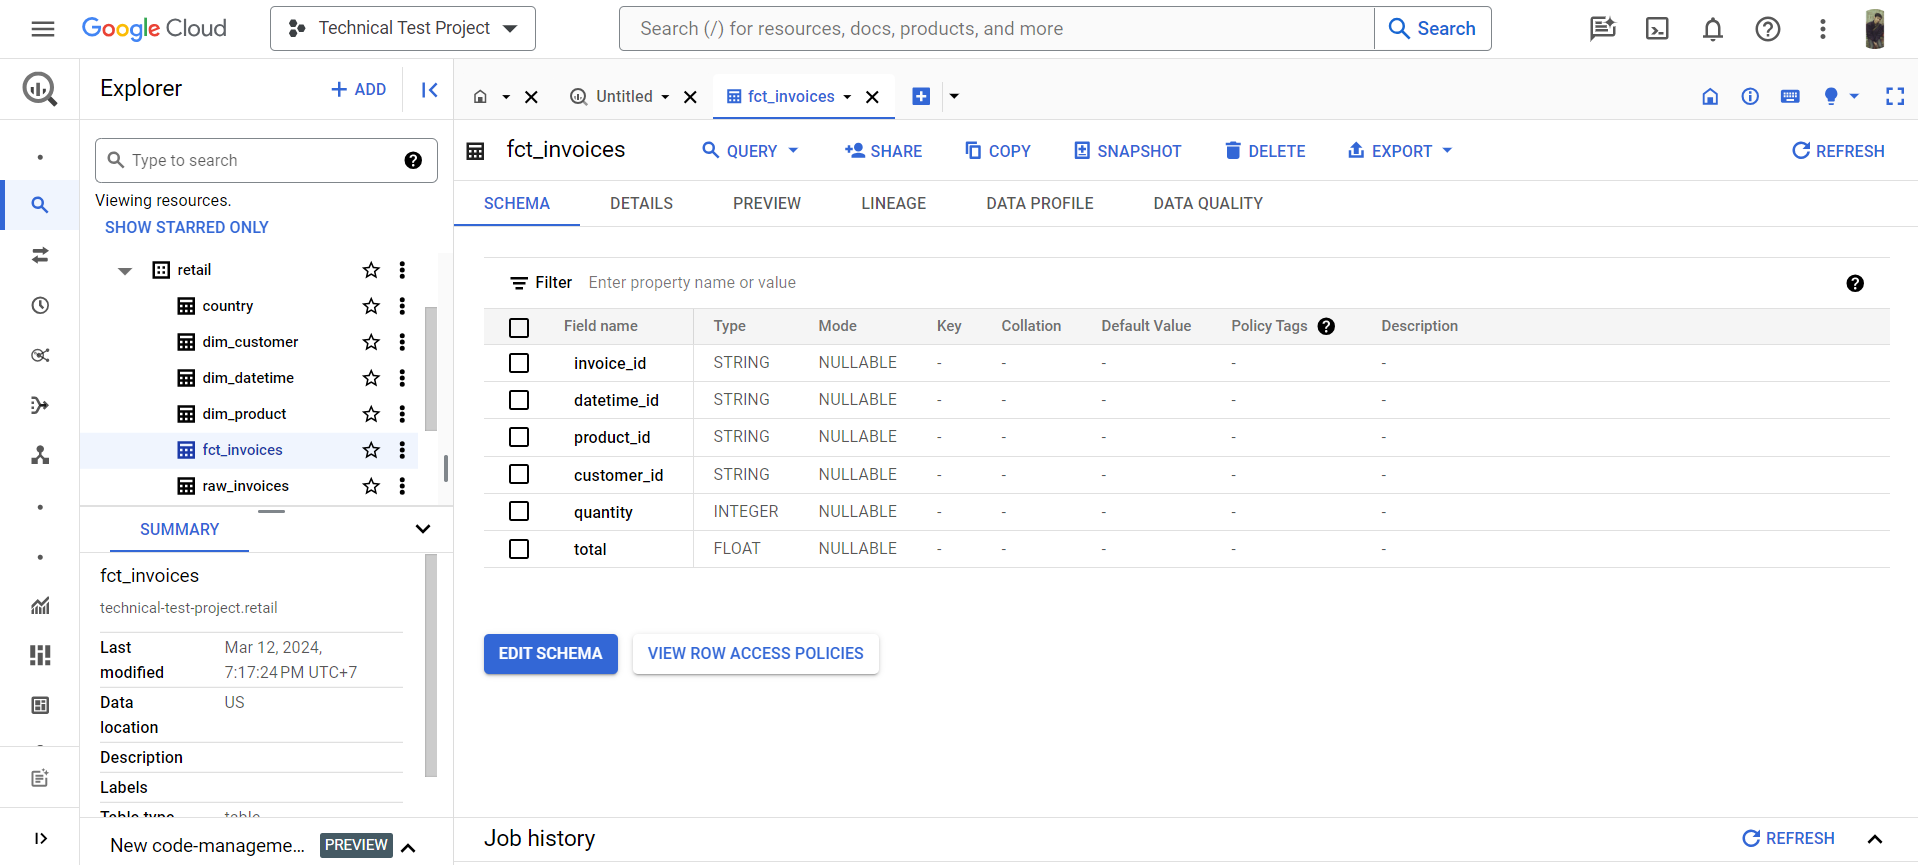 Google Cloud
Technical Test Project
Search (/) for resources, docs, products, and more
Search
Explorer
ADD
Untitled
fct_invoices
Type to search
Viewing resources.
SHOW STARRED ONLY
retail
country
dim_customer
dim_datetime
dim_product
fct_invoices
raw_invoices
SUMMARY
fct_invoices
technical-test-project.retail
Last modified Mar 12, 2024, 7:17:24 PM UTC+7
Data location US
Description
Labels
Table type table
New code-manageme... PREVIEW
fct_invoices
QUERY
SHARE
COPY
SNAPSHOT
DELETE
EXPORT
REFRESH
SCHEMA DETAILS PREVIEW LINEAGE DATA PROFILE DATA QUALITY
Filter Enter property name or value
Field name Type Mode Key Collation Default Value Policy Tags Description
invoice_id STRING NULLABLE - - - - -
datetime_id STRING NULLABLE - - - - -
product_id STRING NULLABLE - - - - -
customer_id STRING NULLABLE - - - - -
quantity INTEGER NULLABLE - - - - -
total FLOAT NULLABLE - - - - -
EDIT SCHEMA
VIEW ROW ACCESS POLICIES
Job history
REFRESH